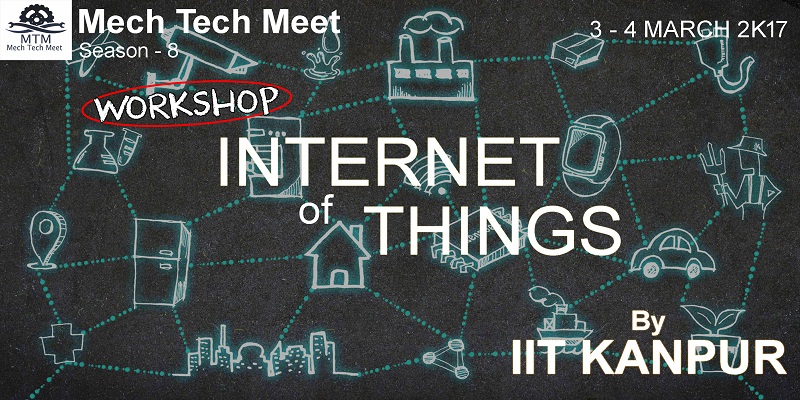 MTM
Mech Tech Meet
Mech Tech Meet
Season - 8
3 - 4 MARCH 2K17
WORKSHOP
INTERNET
of THINGS
By
IIT KANPUR